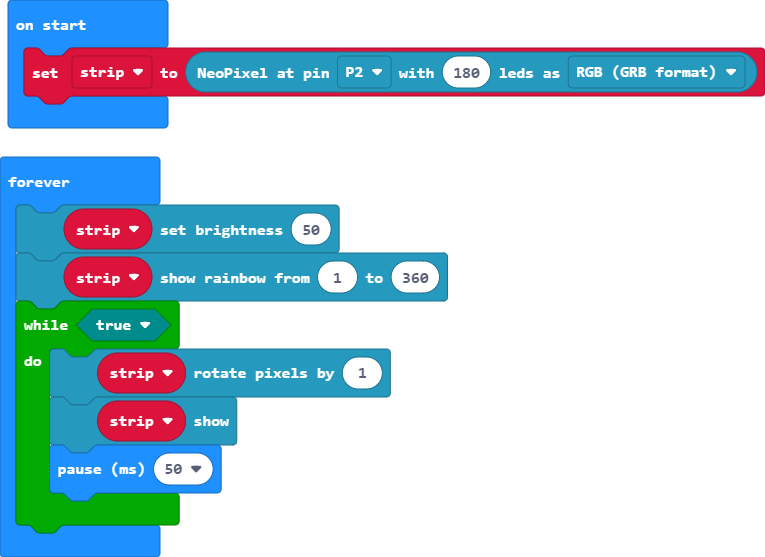 on start
set strip to NeoPixel at pin P2 with 180 leds as RGB (GRB format)
forever
strip set brightness 50
strip show rainbow from 1 to 360
while true
do
strip rotate pixels by 1
strip show
pause (ms) 50